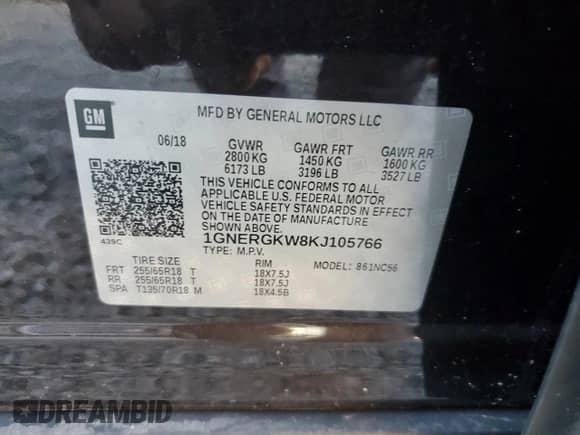 GM
MFD BY GENERAL MOTORS LLC
06/18 GVWR GAWR FRT GAWR RR
2800 KG 1450 KG 1600 KG
6173 LB 3196 LB 3527 LB
THIS VEHICLE CONFORMS TO ALL
APPLICABLE U.S. FEDERAL MOTOR
VEHICLE SAFETY STANDARDS IN EFFECT
ON THE DATE OF MANUFACTURE
SHOWN ABOVE.
439C 1GNERGKW8KJ105766
TYPE: M.P.V. MODEL: 861NC56
TIRE SIZE RIM
FRT 255/65R18 T 18X7.5J
RR 255/65R18 T 18X7.5J
SPA T135/70R18 M 18X4.5B
DREAMBID